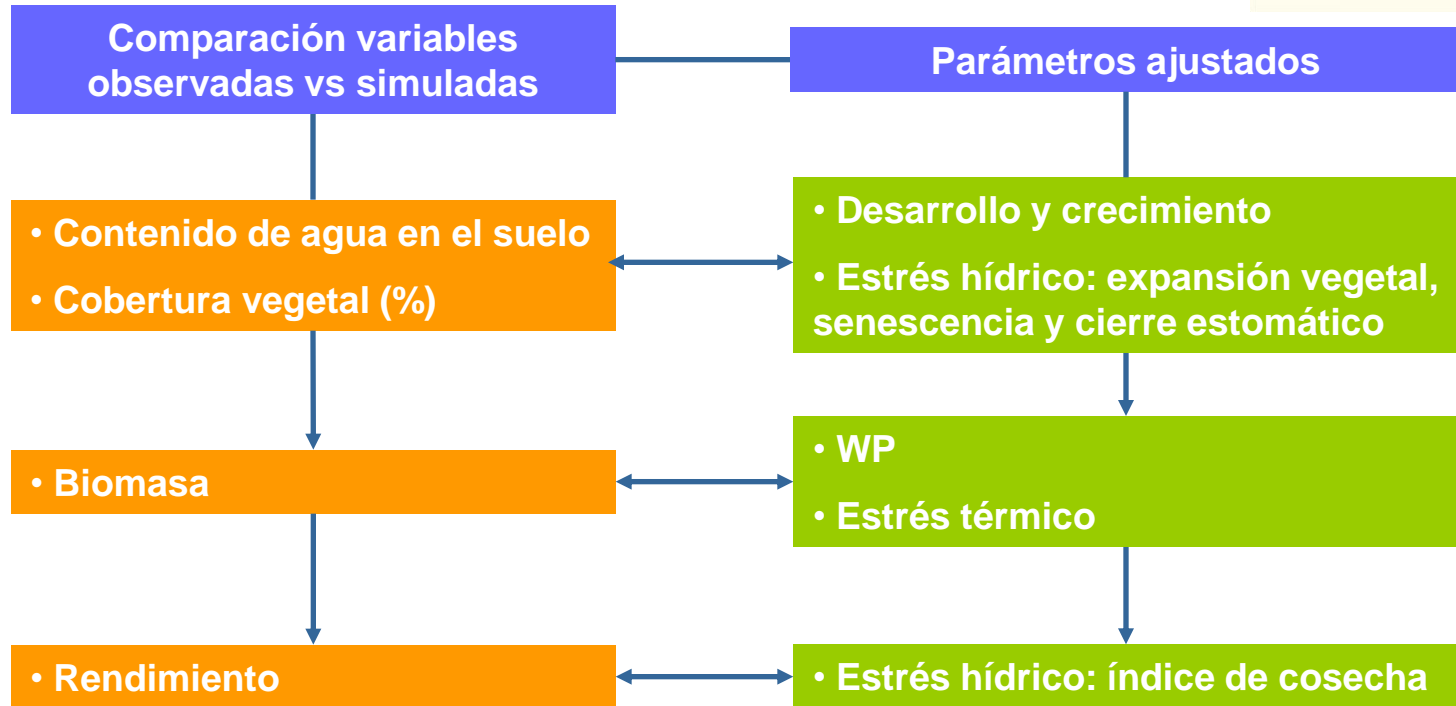 Comparación variables
observadas vs simuladas
Parámetros ajustados
• Contenido de agua en el suelo
• Cobertura vegetal (%)
• Desarrollo y crecimiento
• Estrés hídrico: expansión vegetal,
senescencia y cierre estomático
• Biomasa
• WP
• Estrés térmico
• Rendimiento
• Estrés hídrico: índice de cosecha